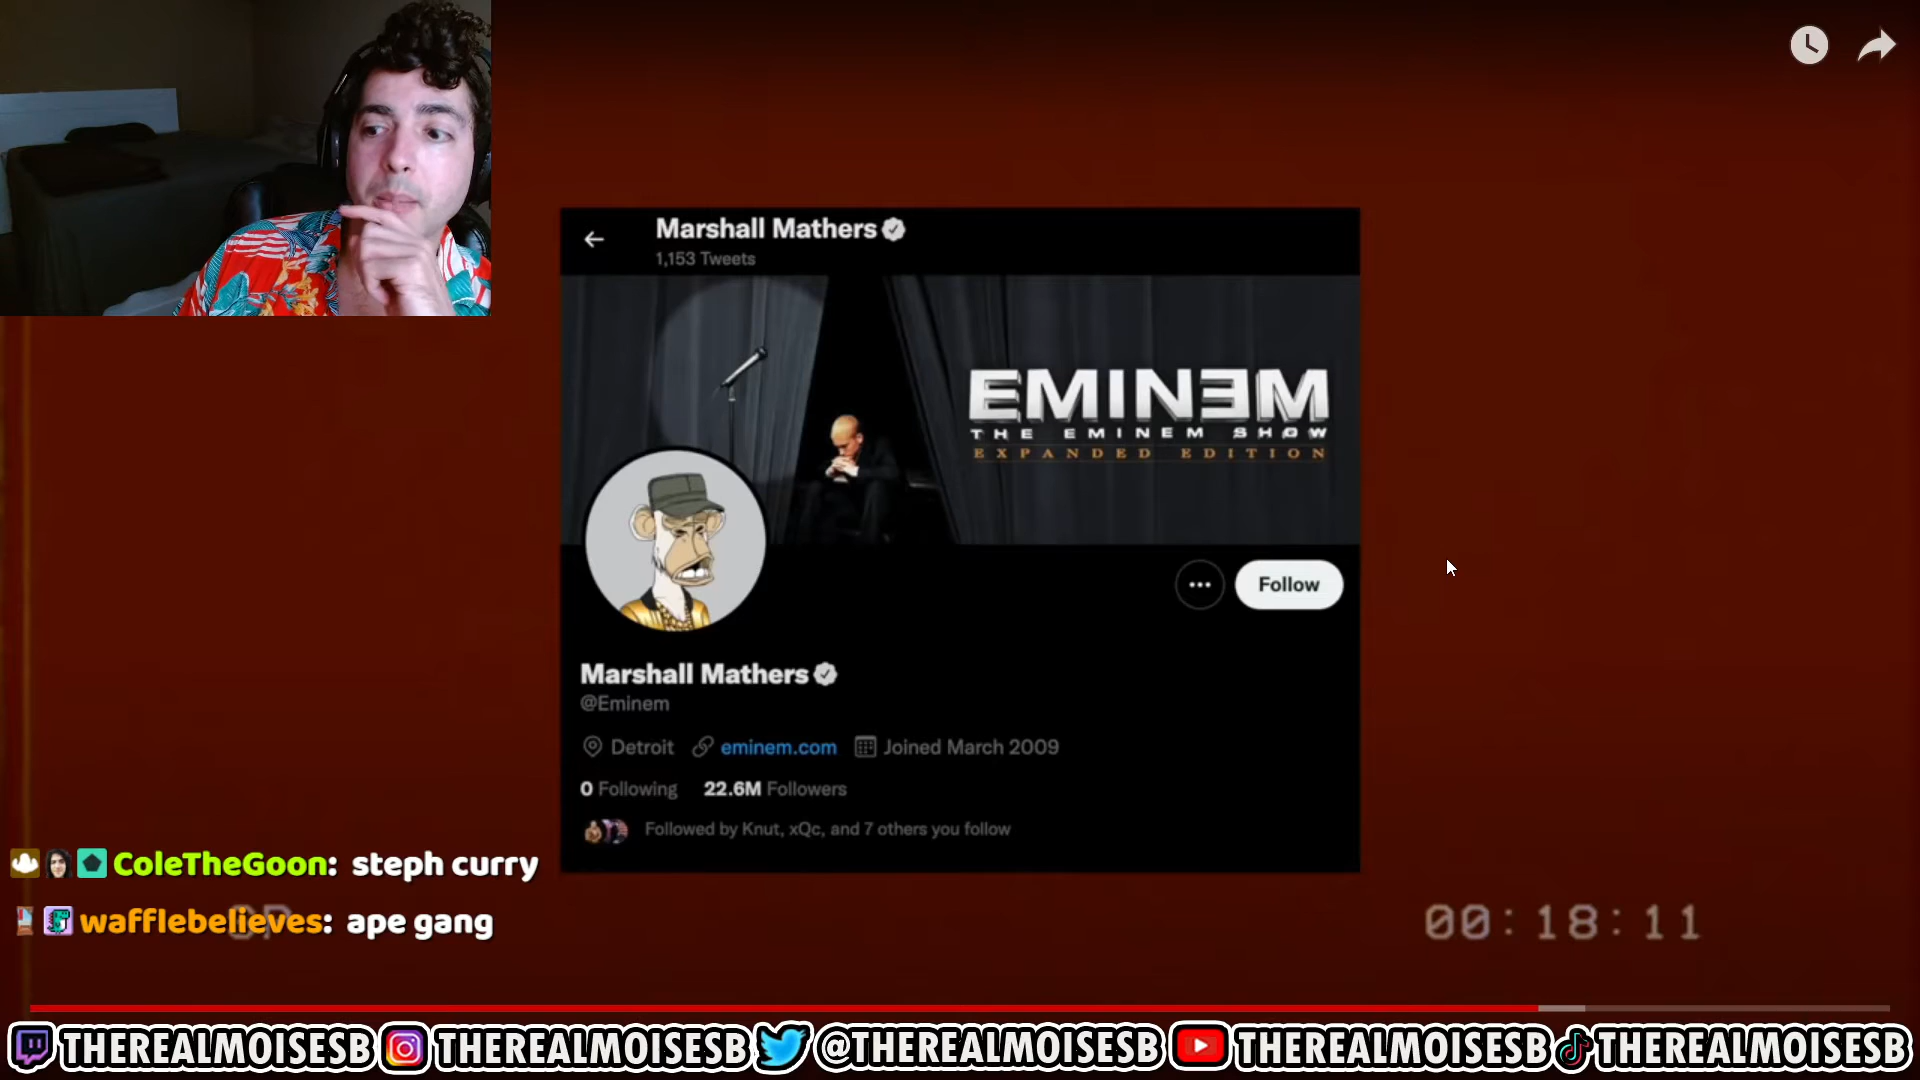 Marshall Mathers
1,153 Tweets
EMINEM
THE EMINEM SHOW
EXPANDED EDITION
Follow
Marshall Mathers
@Eminem
Detroit eminem.com Joined March 2009
0 Following 22.6M Followers
Followed by Knut, xQc, and 7 others you follow
ColeTheGoon: steph curry
wafflebelieves: ape gang
00:18:11
THEREALMOISESB THEREALMOISESB @THEREALMOISESB THEREALMOISESB THEREALMOISESB